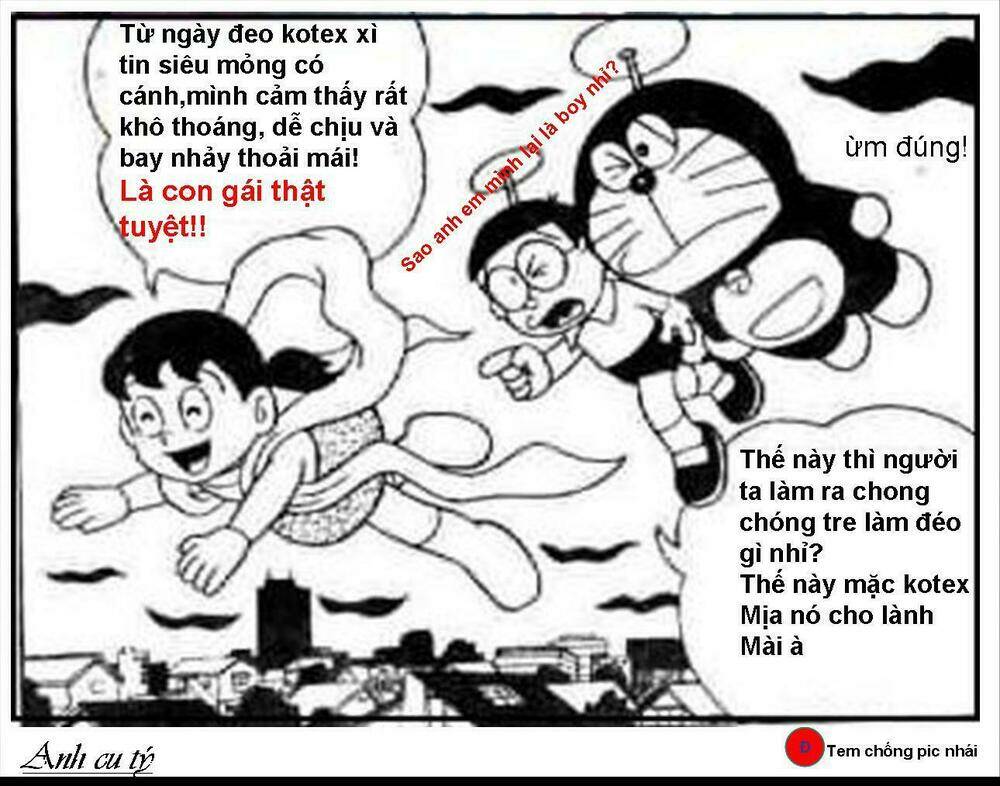 Từ ngày đeo kotex xì
tin siêu mỏng có
cánh,mình cảm thấy rất
khô thoáng, dễ chịu và
bay nhảy thoải mái!
Là con gái thật
tuyệt!!
Sao anh em mình lại là boy nhỉ?
ừm đúng!
Thế này thì người
ta làm ra chong
chóng tre làm đéo
gì nhỉ?
Thế này mặc kotex
Mịa nó cho lành
Mài à
Anh cu tý
Đ
Tem chống pic nhái